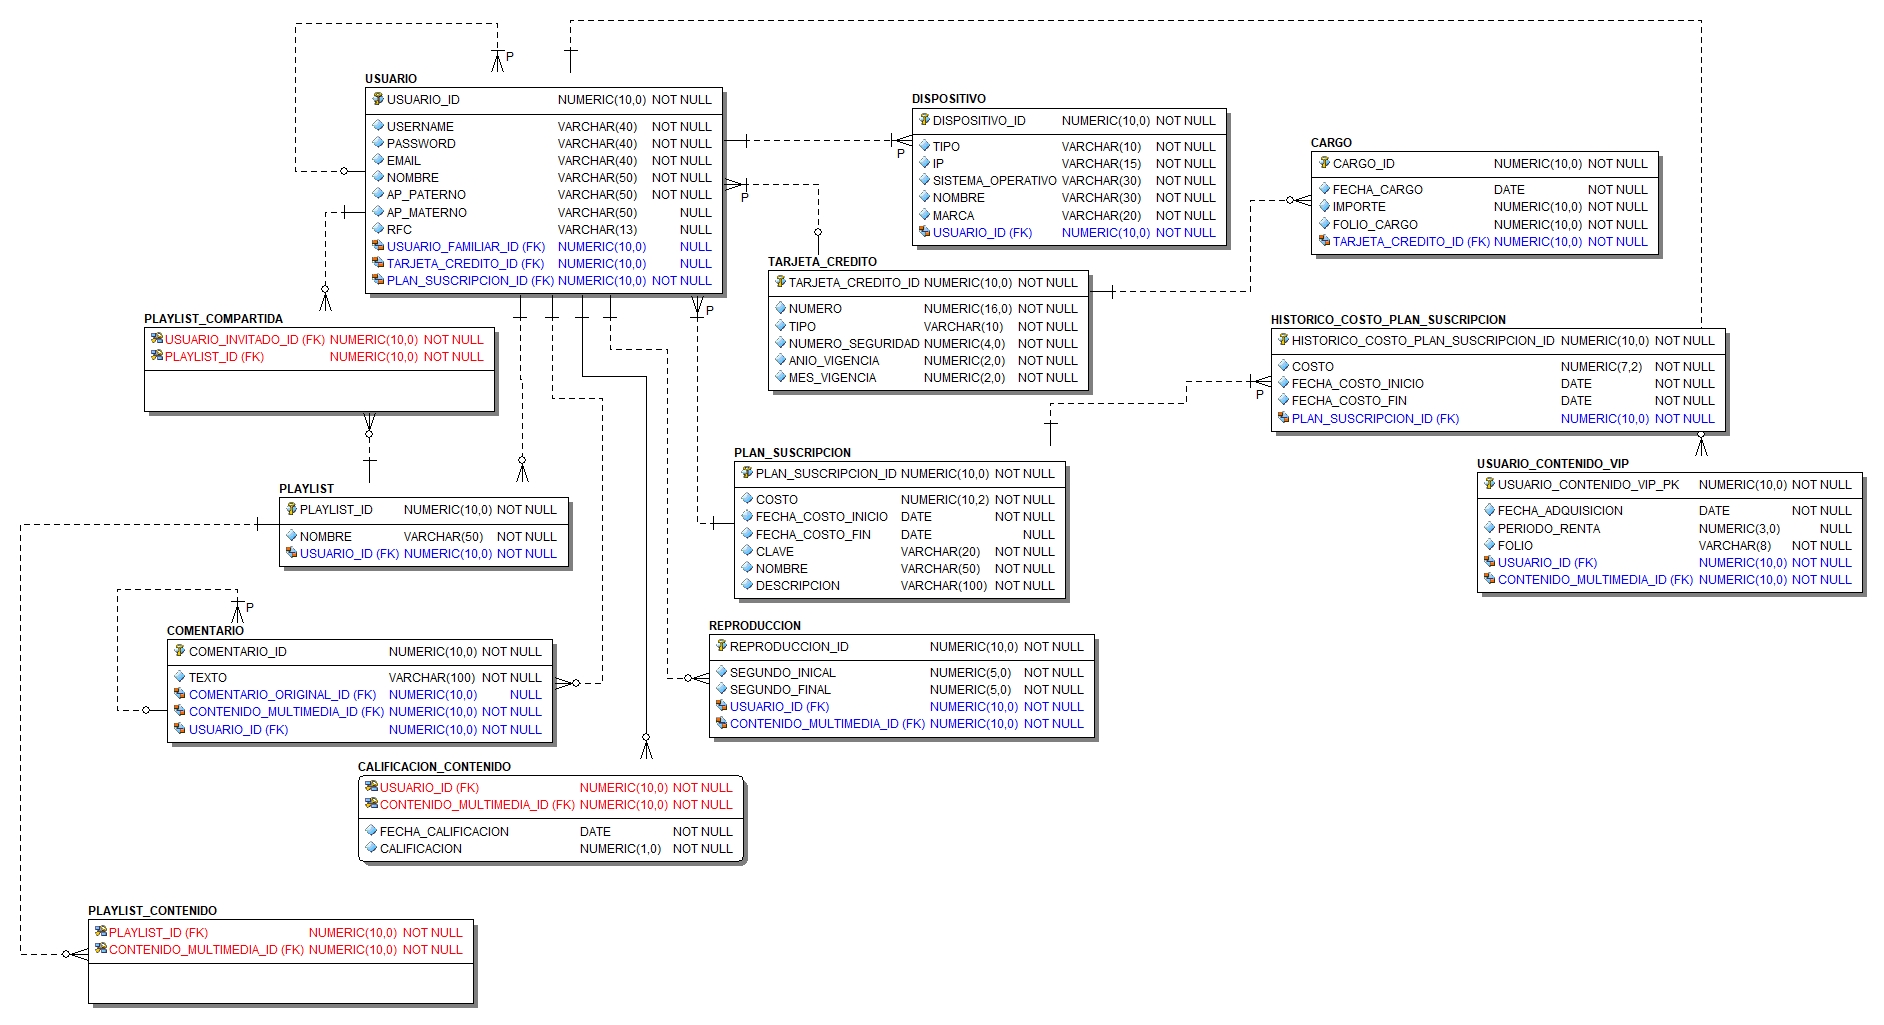 P
USUARIO
USUARIO_ID NUMERIC(10,0) NOT NULL
USERNAME VARCHAR(40) NOT NULL
PASSWORD VARCHAR(40) NOT NULL
EMAIL VARCHAR(40) NOT NULL
NOMBRE VARCHAR(50) NOT NULL
AP_PATERNO VARCHAR(50) NOT NULL
AP_MATERNO VARCHAR(50) NULL
RFC VARCHAR(13) NULL
USUARIO_FAMILIAR_ID (FK) NUMERIC(10,0) NULL
TARJETA_CREDITO_ID (FK) NUMERIC(10,0) NULL
PLAN_SUSCRIPCION_ID (FK) NUMERIC(10,0) NOT NULL
P
P
P
DISPOSITIVO
DISPOSITIVO_ID NUMERIC(10,0) NOT NULL
TIPO VARCHAR(10) NOT NULL
IP VARCHAR(15) NOT NULL
SISTEMA_OPERATIVO VARCHAR(30) NOT NULL
NOMBRE VARCHAR(30) NOT NULL
MARCA VARCHAR(20) NOT NULL
USUARIO_ID (FK) NUMERIC(10,0) NOT NULL
CARGO
CARGO_ID NUMERIC(10,0) NOT NULL
FECHA_CARGO DATE NOT NULL
IMPORTE NUMERIC(10,0) NOT NULL
FOLIO_CARGO NUMERIC(10,0) NOT NULL
TARJETA_CREDITO_ID (FK) NUMERIC(10,0) NOT NULL
TARJETA_CREDITO
TARJETA_CREDITO_ID NUMERIC(10,0) NOT NULL
NUMERO NUMERIC(16,0) NOT NULL
TIPO VARCHAR(10) NOT NULL
NUMERO_SEGURIDAD NUMERIC(4,0) NOT NULL
ANIO_VIGENCIA NUMERIC(2,0) NOT NULL
MES_VIGENCIA NUMERIC(2,0) NOT NULL
PLAYLIST_COMPARTIDA
USUARIO_INVITADO_ID (FK) NUMERIC(10,0) NOT NULL
PLAYLIST_ID (FK) NUMERIC(10,0) NOT NULL
HISTORICO_COSTO_PLAN_SUSCRIPCION
HISTORICO_COSTO_PLAN_SUSCRIPCION_ID NUMERIC(10,0) NOT NULL
COSTO NUMERIC(7,2) NOT NULL
FECHA_COSTO_INICIO DATE NOT NULL
FECHA_COSTO_FIN DATE NOT NULL
PLAN_SUSCRIPCION_ID (FK) NUMERIC(10,0) NOT NULL
P
PLAN_SUSCRIPCION
PLAN_SUSCRIPCION_ID NUMERIC(10,0) NOT NULL
COSTO NUMERIC(10,2) NOT NULL
FECHA_COSTO_INICIO DATE NOT NULL
FECHA_COSTO_FIN DATE NULL
CLAVE VARCHAR(20) NOT NULL
NOMBRE VARCHAR(50) NOT NULL
DESCRIPCION VARCHAR(100) NOT NULL
USUARIO_CONTENIDO_VIP
USUARIO_CONTENIDO_VIP_PK NUMERIC(10,0) NOT NULL
FECHA_ADQUISICION DATE NOT NULL
PERIODO_RENTA NUMERIC(3,0) NULL
FOLIO VARCHAR(8) NOT NULL
USUARIO_ID (FK) NUMERIC(10,0) NOT NULL
CONTENIDO_MULTIMEDIA_ID (FK) NUMERIC(10,0) NOT NULL
PLAYLIST
PLAYLIST_ID NUMERIC(10,0) NOT NULL
NOMBRE VARCHAR(50) NOT NULL
USUARIO_ID (FK) NUMERIC(10,0) NOT NULL
P
COMENTARIO
COMENTARIO_ID NUMERIC(10,0) NOT NULL
TEXTO VARCHAR(100) NOT NULL
COMENTARIO_ORIGINAL_ID (FK) NUMERIC(10,0) NULL
CONTENIDO_MULTIMEDIA_ID (FK) NUMERIC(10,0) NOT NULL
USUARIO_ID (FK) NUMERIC(10,0) NOT NULL
REPRODUCCION
REPRODUCCION_ID NUMERIC(10,0) NOT NULL
SEGUNDO_INICAL NUMERIC(5,0) NOT NULL
SEGUNDO_FINAL NUMERIC(5,0) NOT NULL
USUARIO_ID (FK) NUMERIC(10,0) NOT NULL
CONTENIDO_MULTIMEDIA_ID (FK) NUMERIC(10,0) NOT NULL
CALIFICACION_CONTENIDO
USUARIO_ID (FK) NUMERIC(10,0) NOT NULL
CONTENIDO_MULTIMEDIA_ID (FK) NUMERIC(10,0) NOT NULL
FECHA_CALIFICACION DATE NOT NULL
CALIFICACION NUMERIC(1,0) NOT NULL
PLAYLIST_CONTENIDO
PLAYLIST_ID (FK) NUMERIC(10,0) NOT NULL
CONTENIDO_MULTIMEDIA_ID (FK) NUMERIC(10,0) NOT NULL